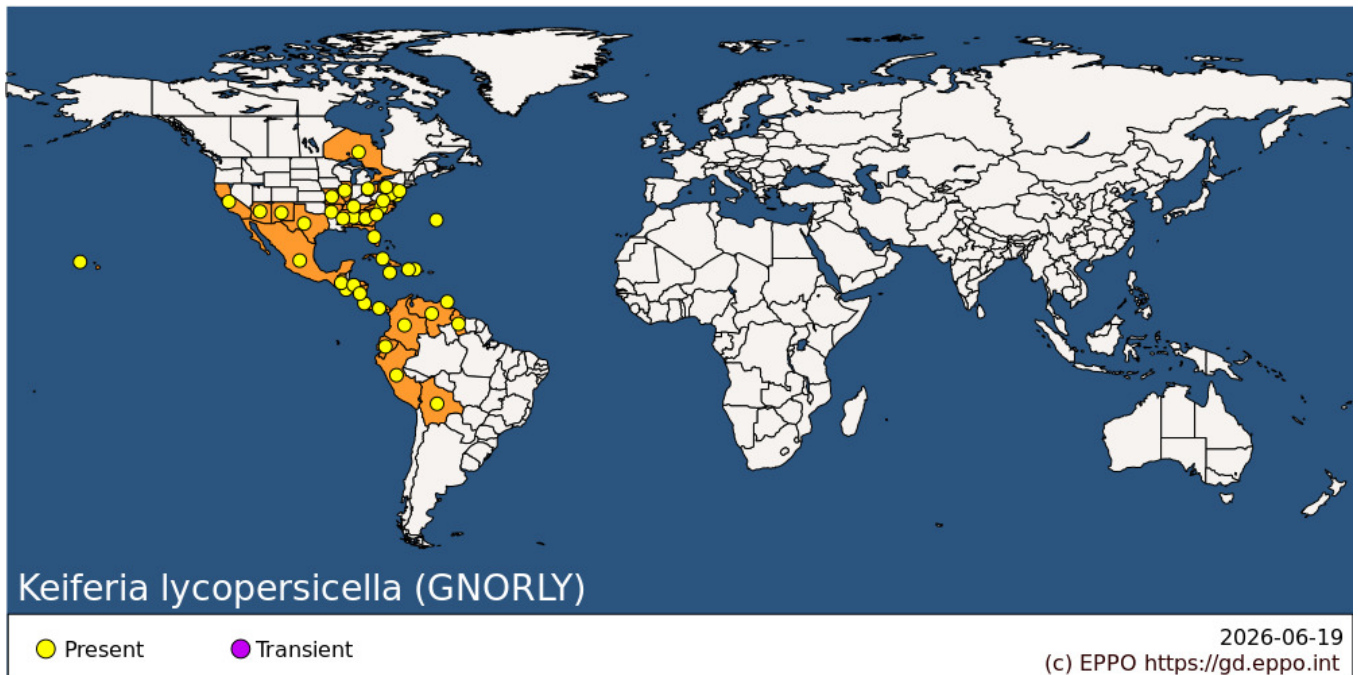 Keiferia lycopersicella (GNORLY)
Present
Transient
2026-06-19
(c) EPPO https://gd.eppo.int